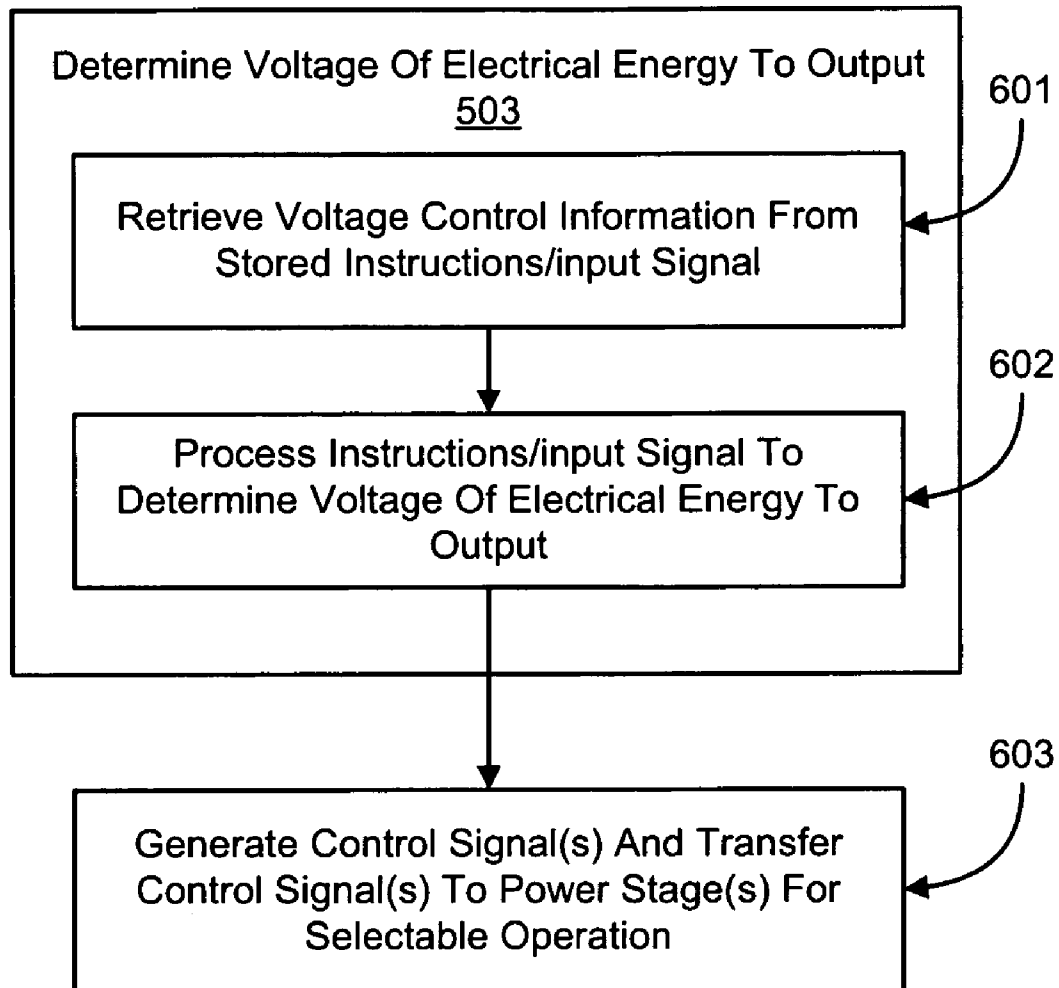 Determine Voltage Of Electrical Energy To Output
503
601
Retrieve Voltage Control Information From
Stored Instructions/input Signal
602
Process Instructions/input Signal To
Determine Voltage Of Electrical Energy To
Output
603
Generate Control Signal(s) And Transfer
Control Signal(s) To Power Stage(s) For
Selectable Operation